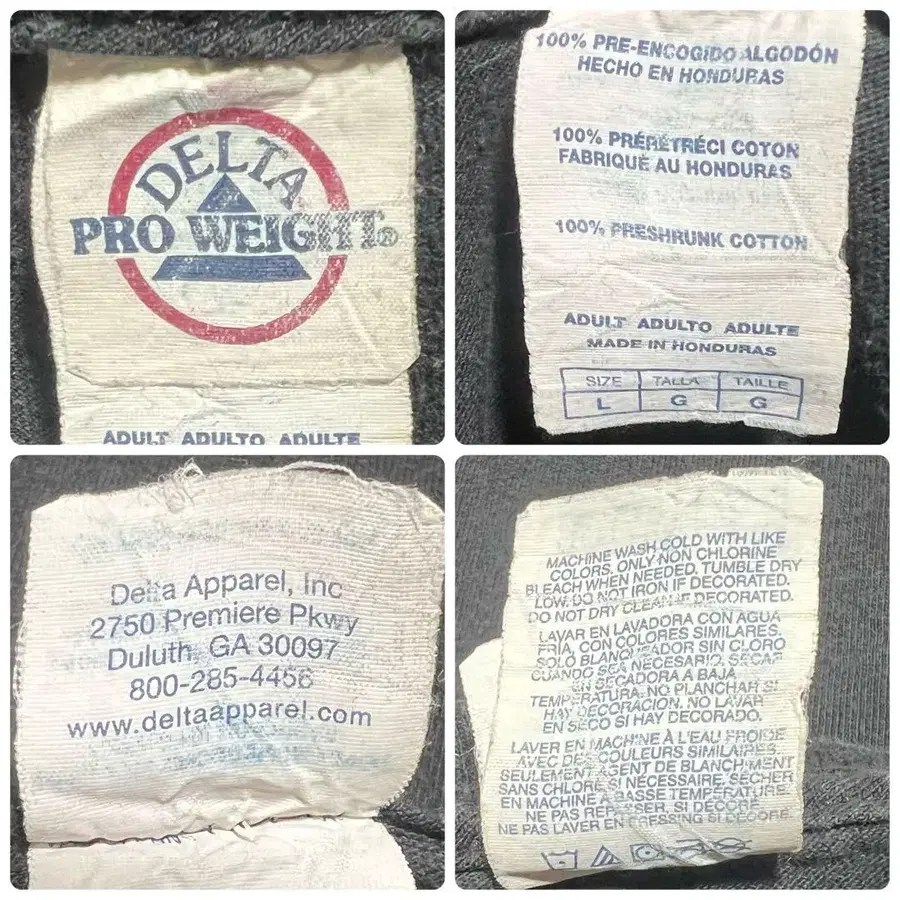 DELTA
PRO WEIGHT®
ADULT ADULTO ADULTE
100% PRE-ENCOGIDO ALGODÓN
HECHO EN HONDURAS
100% PRÉRÉTRÉCI COTON
FABRIQUÉ AU HONDURAS
100% PRESHRUNK COTTON
ADULT ADULTO ADULTE
MADE IN HONDURAS
SIZE TALLA TAILLE
L G G
Delta Apparel, Inc
2750 Premiere Pkwy
Duluth, GA 30097
800-285-4456
www.deltaapparel.com
MACHINE WASH COLD WITH LIKE
COLORS. ONLY NON CHLORINE
BLEACH WHEN NEEDED. TUMBLE DRY
LOW. DO NOT IRON IF DECORATED.
DO NOT DRY CLEAN IF DECORATED.
LAVAR EN LAVADORA CON AGUA
FRÍA, CON COLORES SIMILARES.
SOLO BLANQUEADOR SIN CLORO
CUANDO SEA NECESARIO. SECAR
EN SECADORA A BAJA
TEMPERATURA. NO PLANCHAR SI
HAY DECORACION. NO LAVAR
EN SECO SI HAY DECORADO.
LAVER EN MACHINE À L'EAU FROIDE
AVEC DES COULEURS SIMILAIRES.
SEULEMENT AGENT DE BLANCHIMENT
SANS CHLORE SI NÉCESSAIRE. SÉCHER
EN MACHINE À BASSE TEMPÉRATURE.
NE PAS REPASSER, SI DÉCORÉ.
NE PAS LAVER EN PRESSING SI DÉCORÉ.